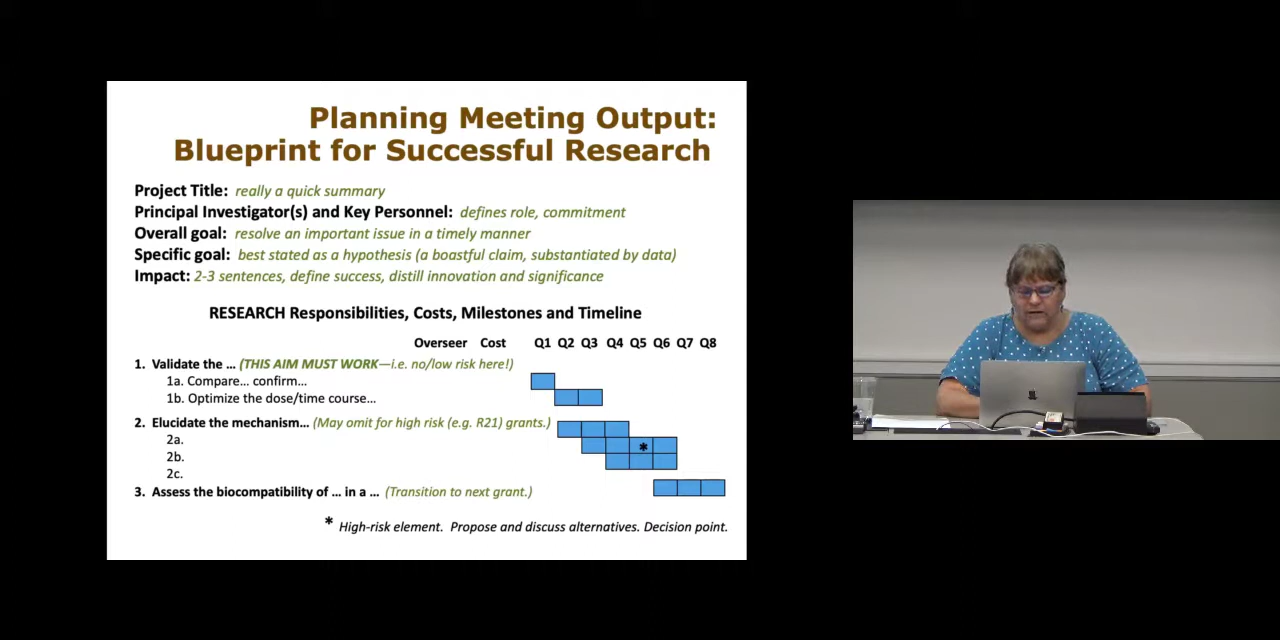 Planning Meeting Output:
Blueprint for Successful Research
Project Title: really a quick summary
Principal Investigator(s) and Key Personnel: defines role, commitment
Overall goal: resolve an important issue in a timely manner
Specific goal: best stated as a hypothesis (a boastful claim, substantiated by data)
Impact: 2-3 sentences, define success, distill innovation and significance
RESEARCH Responsibilities, Costs, Milestones and Timeline
Overseer Cost Q1 Q2 Q3 Q4 Q5 Q6 Q7 Q8
1. Validate the ... (THIS AIM MUST WORK—i.e. no/low risk here!)
1a. Compare... confirm...
1b. Optimize the dose/time course...
2. Elucidate the mechanism... (May omit for high risk (e.g. R21) grants.)
2a.
2b. *
2c.
3. Assess the biocompatibility of ... in a ... (Transition to next grant.)
* High-risk element. Propose and discuss alternatives. Decision point.